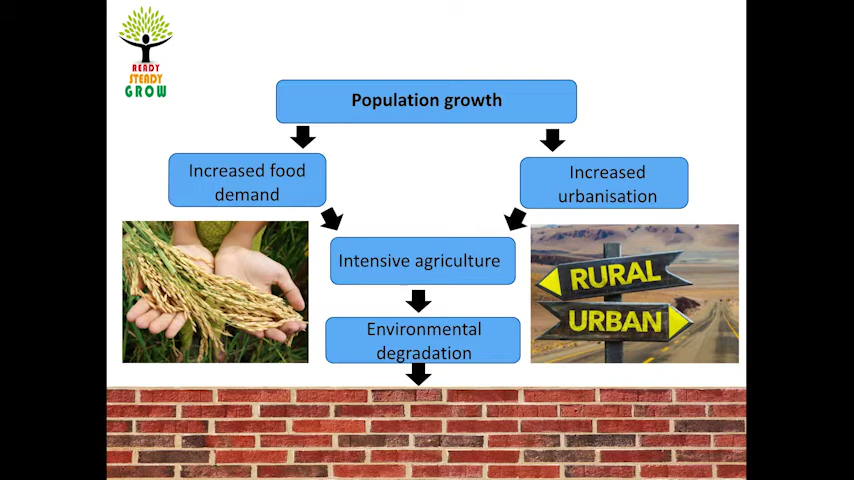 READY
STEADY
GROW
Population growth
Increased food
demand
Increased
urbanisation
Intensive agriculture
RURAL
URBAN
Environmental
degradation